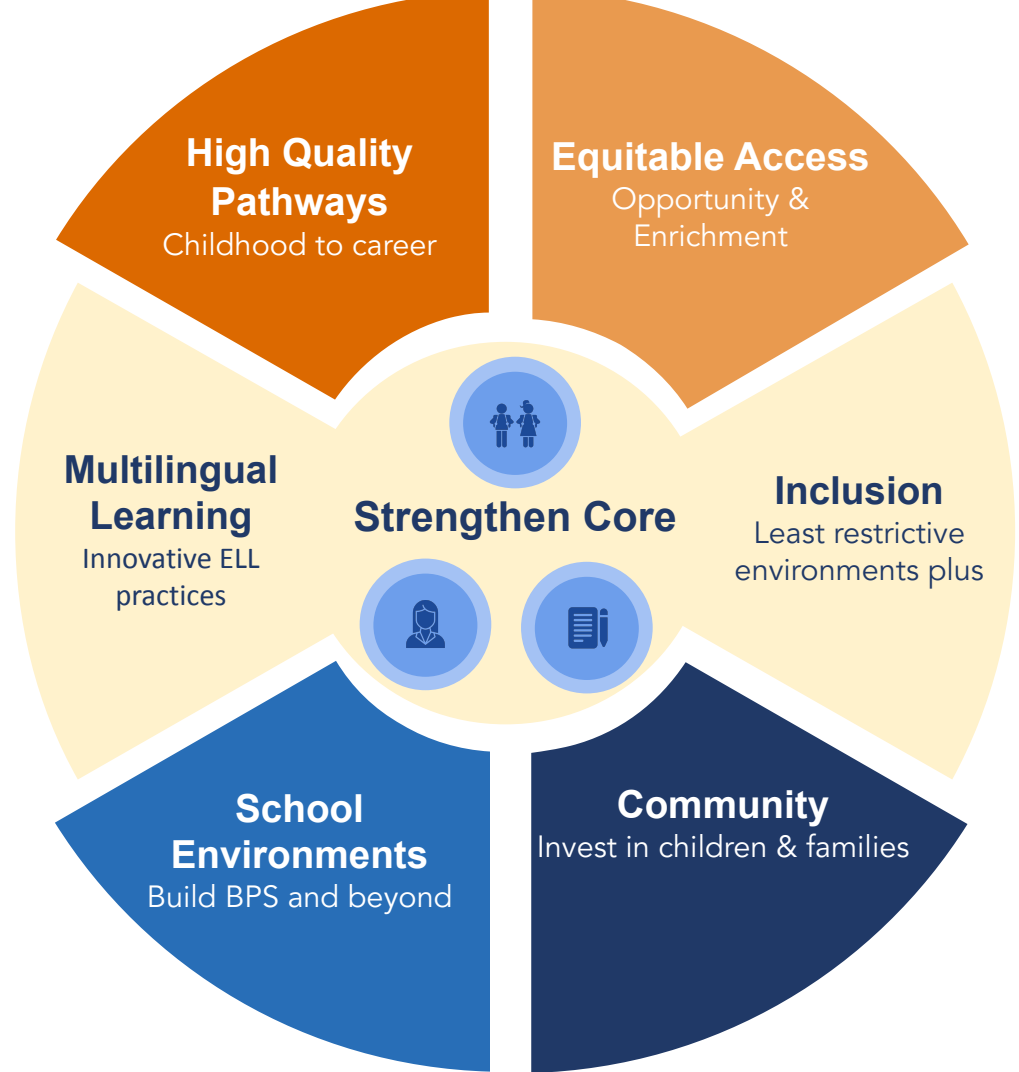 High Quality
Pathways
Childhood to career
Equitable Access
Opportunity &
Enrichment
Multilingual
Learning
Innovative ELL
practices
Strengthen Core
Inclusion
Least restrictive
environments plus
School
Environments
Build BPS and beyond
Community
Invest in children & families